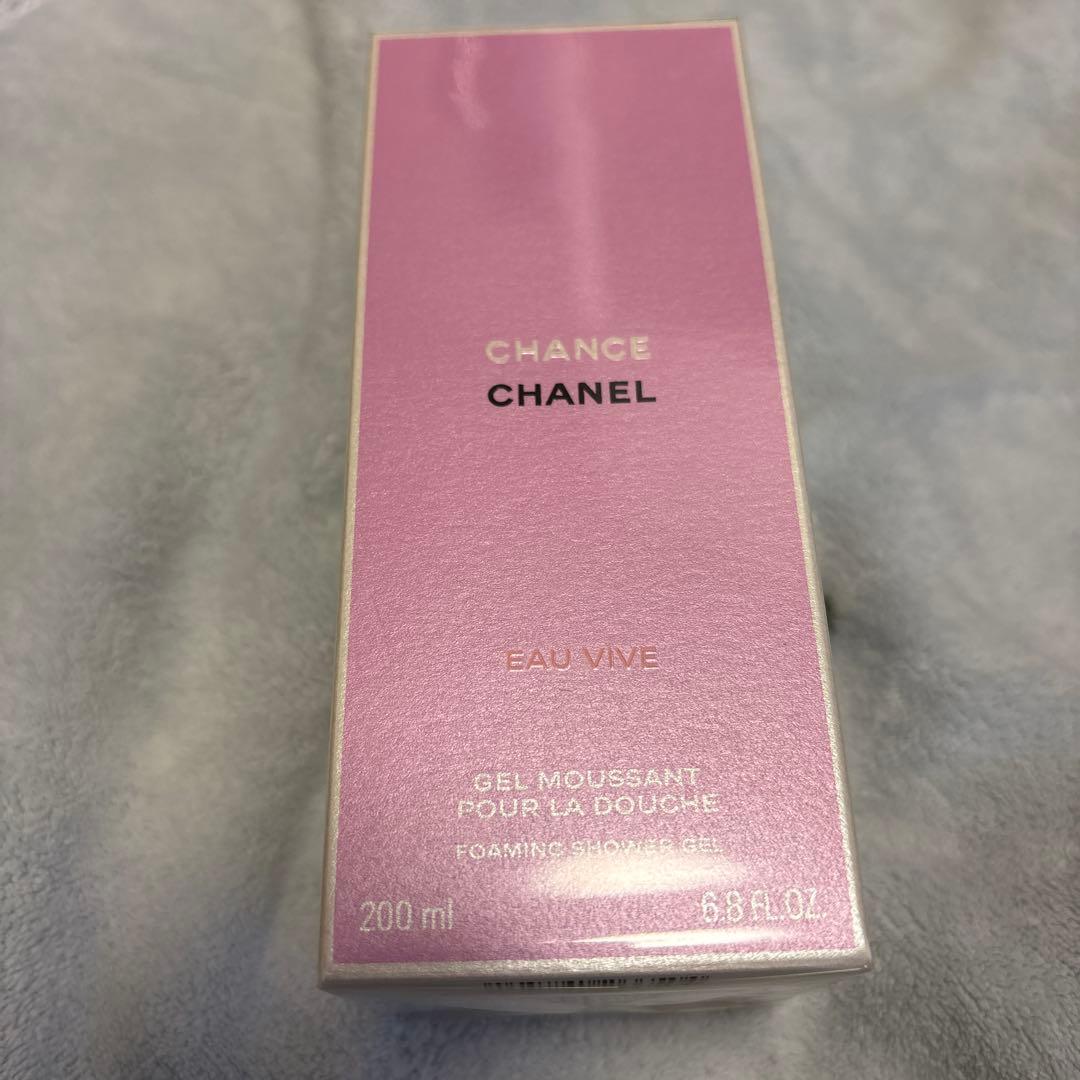 CHANCE
CHANEL
EAU VIVE
GEL MOUSSANT
POUR LA DOUCHE
FOAMING SHOWER GEL
200 ml
6.8 FL.OZ.